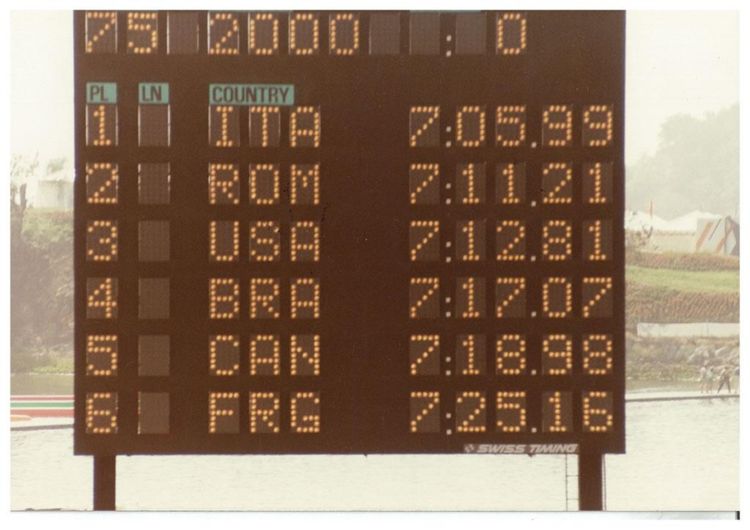 75 2000 : 0
PL LN COUNTRY
1 ITA 7:05.99
2 ROM 7:11.21
3 USA 7:12.81
4 BRA 7:17.07
5 CAN 7:18.98
6 FRG 7:25.16
SWISS TIMING